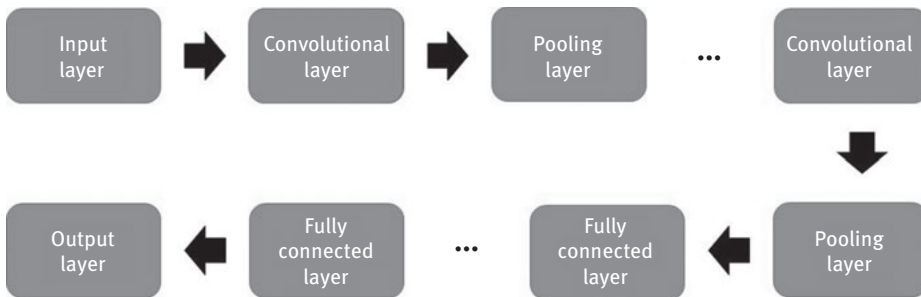 Input
layer
Convolutional
layer
Pooling
layer
...
Convolutional
layer
Output
layer
Fully
connected
layer
...
Fully
connected
layer
Pooling
layer